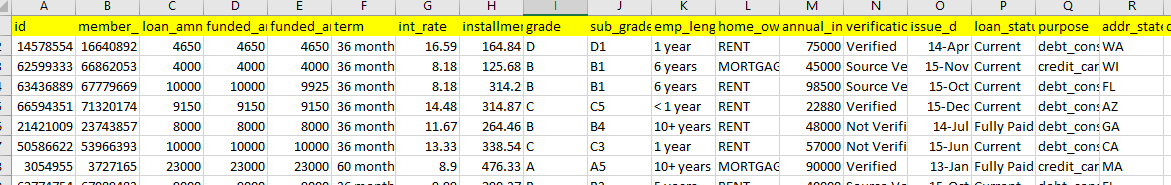 A B C D E F G H I J K L M N O P Q R
id member_ loan_amn funded_a funded_a term int_rate installmen grade sub_grade emp_leng home_ow annual_in verificatio issue_d loan_statu purpose addr_state
14578554 16640892 4650 4650 4650 36 month 16.59 164.84 D D1 1 year RENT 75000 Verified 14-Apr Current debt_cons WA
62599333 66862053 4000 4000 4000 36 month 8.18 125.68 B B1 6 years MORTGAG 45000 Source Ve 15-Nov Current credit_car WI
63436889 67779669 10000 10000 9925 36 month 8.18 314.2 B B1 6 years RENT 98500 Source Ve 15-Oct Current debt_cons FL
66594351 71320174 9150 9150 9150 36 month 14.48 314.87 C C5 < 1 year RENT 22880 Verified 15-Dec Current debt_cons AZ
21421009 23743857 8000 8000 8000 36 month 11.67 264.46 B B4 10+ years RENT 48000 Not Verifi 14-Jul Fully Paid debt_cons GA
50586622 53966393 10000 10000 10000 36 month 13.33 338.54 C C3 1 year RENT 57000 Not Verifi 15-Jun Current debt_cons CA
3054955 3727165 23000 23000 23000 60 month 8.9 476.33 A A5 10+ years MORTGAG 90000 Verified 13-Jan Fully Paid credit_car MA